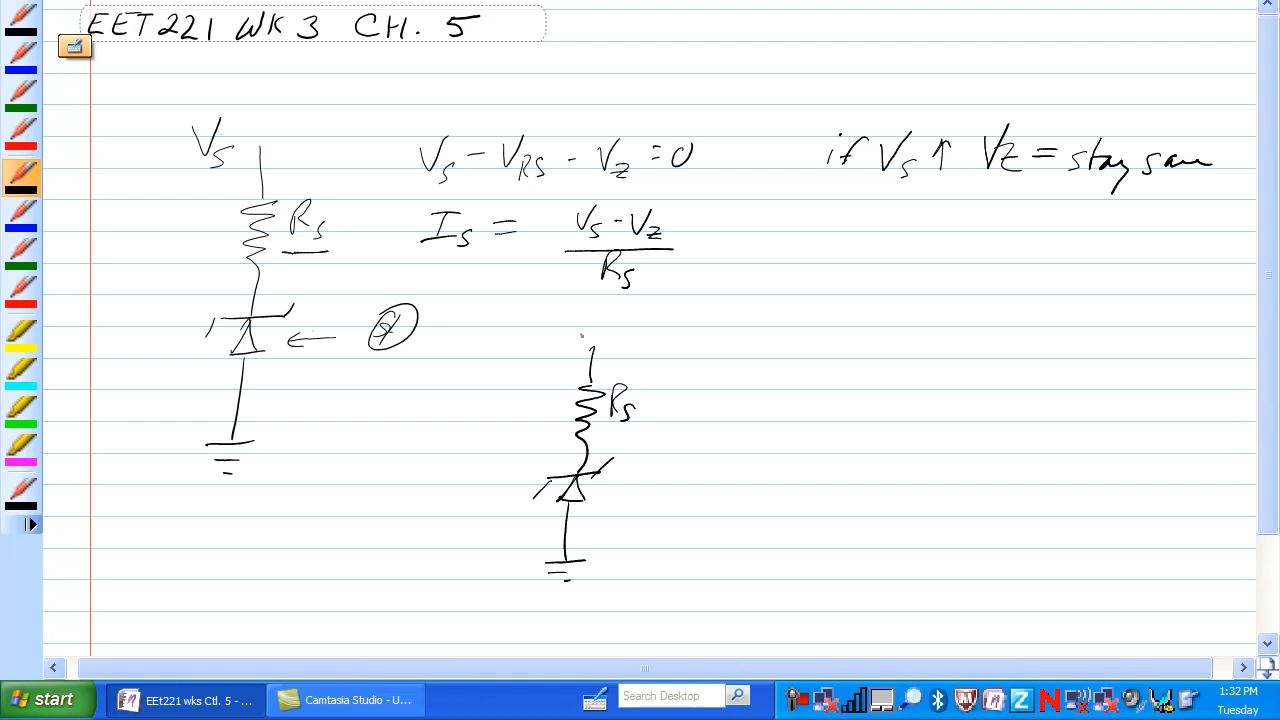 EET221 WK 3 CH. 5
VS
VS - VRS - VZ = 0
if VS ↑ VZ = stay same
RS
IS = VS - VZ / RS
RS
start
EEt221 wks Ctl. 5 - ...
Camtasia Studio - U...
Search Desktop
1:32 PM
Tuesday